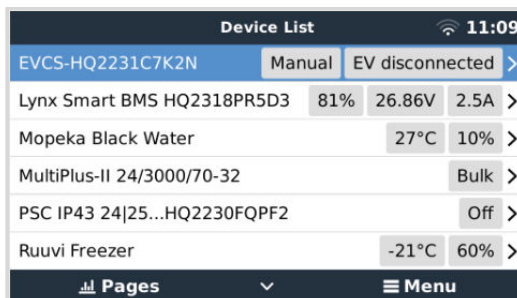 Device List 11:09
EVCS-HQ2231C7K2N Manual EV disconnected
Lynx Smart BMS HQ2318PR5D3 81% 26.86V 2.5A
Mopeka Black Water 27°C 10%
MultiPlus-II 24/3000/70-32 Bulk
PSC IP43 24|25...HQ2230FQPF2 Off
Ruuvi Freezer -21°C 60%
Pages Menu